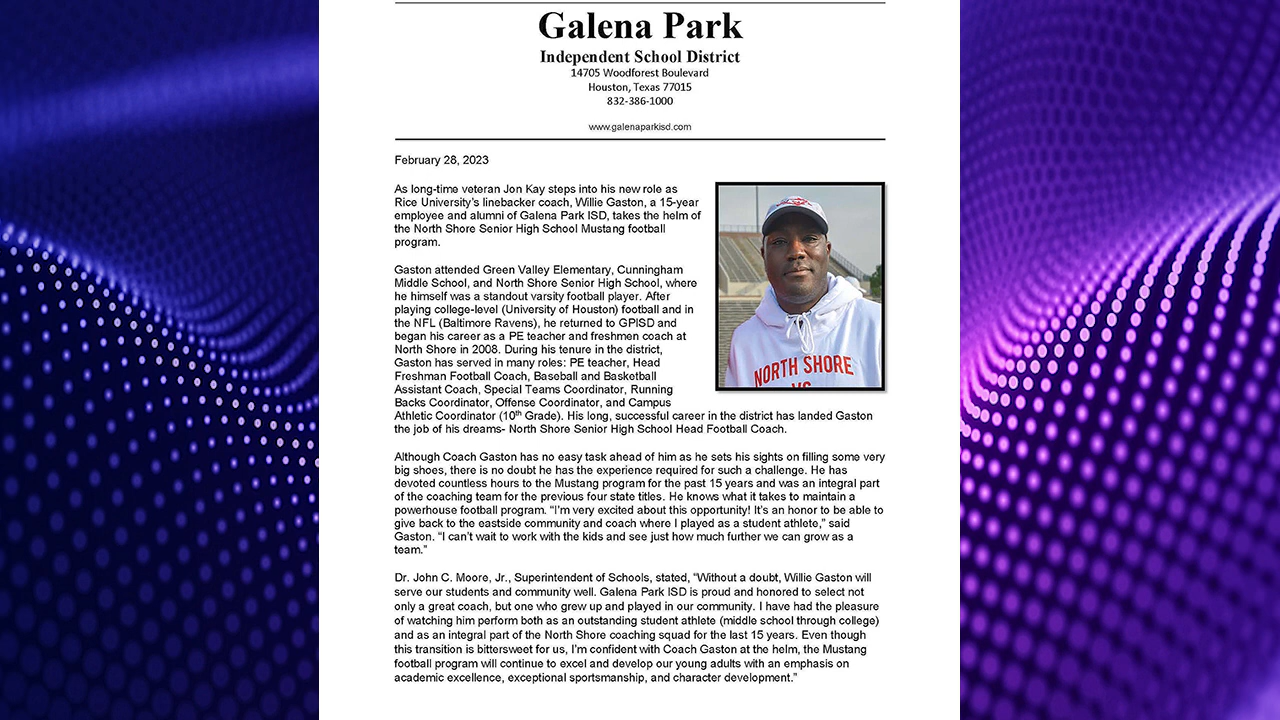 Galena Park
Independent School District
14705 Woodforest Boulevard
Houston, Texas 77015
832-386-1000
www.galenaparkisd.com
February 28, 2023
As long-time veteran Jon Kay steps into his new role as
Rice University's linebacker coach, Willie Gaston, a 15-year
employee and alumni of Galena Park ISD, takes the helm of
the North Shore Senior High School Mustang football
program.
Gaston attended Green Valley Elementary, Cunningham
Middle School, and North Shore Senior High School, where
he himself was a standout varsity football player. After
playing college-level (University of Houston) football and in
the NFL (Baltimore Ravens), he returned to GPISD and
began his career as a PE teacher and freshmen coach at
North Shore in 2008. During his tenure in the district,
Gaston has served in many roles: PE teacher, Head
Freshman Football Coach, Baseball and Basketball
Assistant Coach, Special Teams Coordinator, Running
Backs Coordinator, Offense Coordinator, and Campus
Athletic Coordinator (10th Grade). His long, successful career in the district has landed Gaston
the job of his dreams- North Shore Senior High School Head Football Coach.
NORTH SHORE
Although Coach Gaston has no easy task ahead of him as he sets his sights on filling some very
big shoes, there is no doubt he has the experience required for such a challenge. He has
devoted countless hours to the Mustang program for the past 15 years and was an integral part
of the coaching team for the previous four state titles. He knows what it takes to maintain a
powerhouse football program. “I'm very excited about this opportunity! It's an honor to be able to
give back to the eastside community and coach where I played as a student athlete,” said
Gaston. “I can't wait to work with the kids and see just how much further we can grow as a
team.”
Dr. John C. Moore, Jr., Superintendent of Schools, stated, “Without a doubt, Willie Gaston will
serve our students and community well. Galena Park ISD is proud and honored to select not
only a great coach, but one who grew up and played in our community. I have had the pleasure
of watching him perform both as an outstanding student athlete (middle school through college)
and as an integral part of the North Shore coaching squad for the last 15 years. Even though
this transition is bittersweet for us, I'm confident with Coach Gaston at the helm, the Mustang
football program will continue to excel and develop our young adults with an emphasis on
academic excellence, exceptional sportsmanship, and character development.”